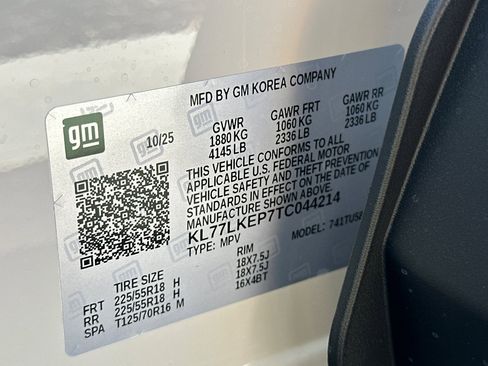 MFD BY GM KOREA COMPANY
gm
10/25
GVWR
1880 KG
4145 LB
GAWR FRT
1060 KG
2336 LB
GAWR RR
1060 KG
2336 LB
THIS VEHICLE CONFORMS TO ALL
APPLICABLE U.S. FEDERAL MOTOR
VEHICLE SAFETY AND THEFT PREVENTION
STANDARDS IN EFFECT ON THE DATE OF
MANUFACTURE SHOWN ABOVE.
KL77LKEP7TC044214
TYPE: MPV
MODEL: 741TUSE
TIRE SIZE
RIM
FRT 225/55R18 H 18X7.5J
RR 225/55R18 H 18X7.5J
SPA T125/70R16 M 16X4BT